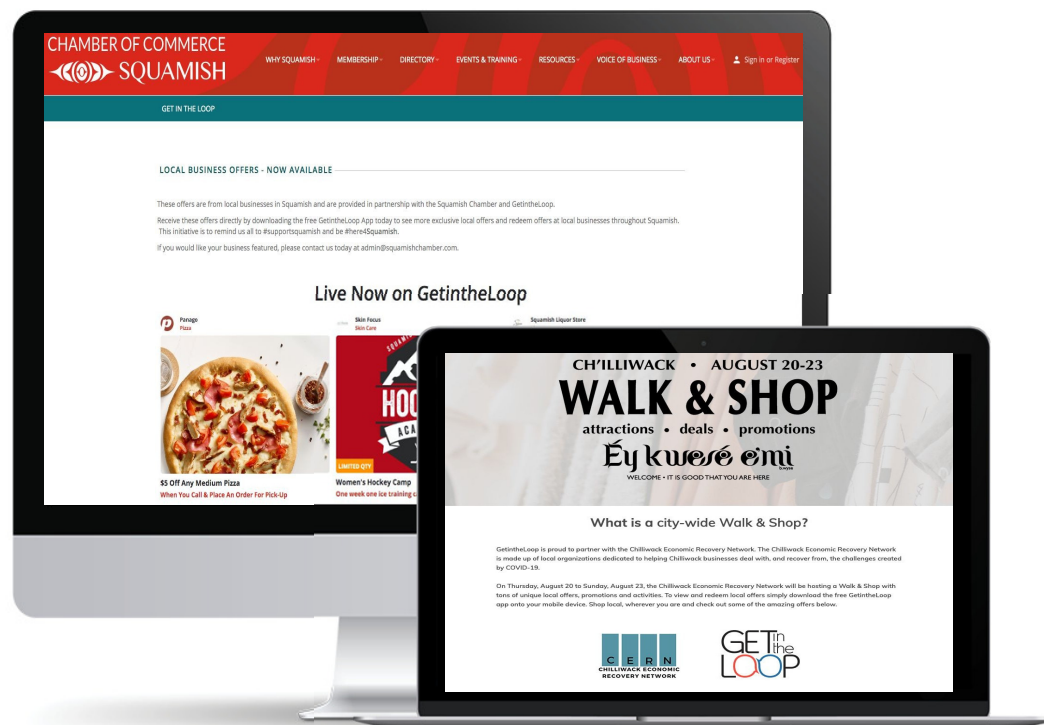 CHAMBER OF COMMERCE
SQUAMISH
WHY SQUAMISH
MEMBERSHIP
DIRECTORY
EVENTS & TRAINING
RESOURCES
VOICE OF BUSINESS
ABOUT US
Sign in or Register
GET IN THE LOOP
LOCAL BUSINESS OFFERS - NOW AVAILABLE
These offers are from local businesses in Squamish and are provided in partnership with the Squamish Chamber and GetintheLoop.
Receive these offers directly by downloading the free GetintheLoop App today to see more exclusive local offers and redeem offers at local businesses throughout Squamish.
This initiative is to remind us all to #supportsquamish and be #here4Squamish.
If you would like your business featured, please contact us today at admin@squamishchamber.com.
Live Now on GetintheLoop
Panago
Pizza
Skin Focus
Skin Care
Squamish Liquor Store
SQUAMIS
HOC
ACA
LIMITED QTY
$5 Off Any Medium Pizza
When You Call & Place An Order For Pick-Up
Women's Hockey Camp
One week one ice training c
CH'ILLIWACK • AUGUST 20-23
WALK & SHOP
attractions • deals • promotions
Éy kwesé e'mi
WELCOME • IT IS GOOD THAT YOU ARE HERE
What is a city-wide Walk & Shop?
GetintheLoop is proud to partner with the Chilliwack Economic Recovery Network. The Chilliwack Economic Recovery Network
is made up of local organizations dedicated to helping Chilliwack businesses deal with, and recover from, the challenges created
by COVID-19.
On Thursday, August 20 to Sunday, August 23, the Chilliwack Economic Recovery Network will be hosting a Walk & Shop with
tons of unique local offers, promotions and activities. To view and redeem local offers simply download the free GetintheLoop
app onto your mobile device. Shop local, wherever you are and check out some of the amazing offers below.
CERN
CHILLIWACK ECONOMIC
RECOVERY NETWORK
GET in
the
LOOP